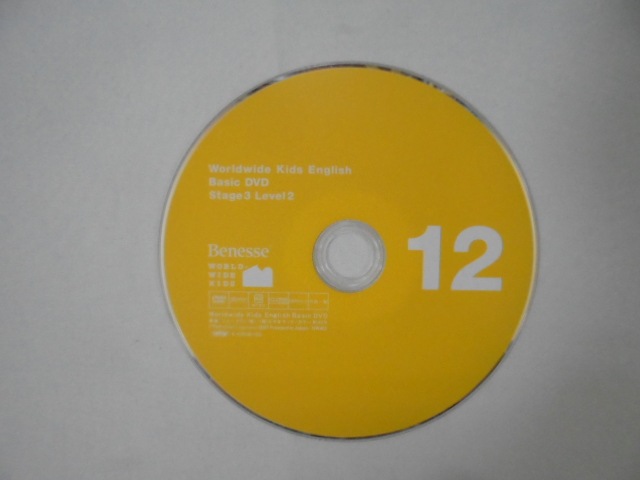 Worldwide Kids English
Basic DVD
Stage3 Level2
12
Benesse
WORLD
WIDE
KIDS
Worldwide Kids English Basic DVD